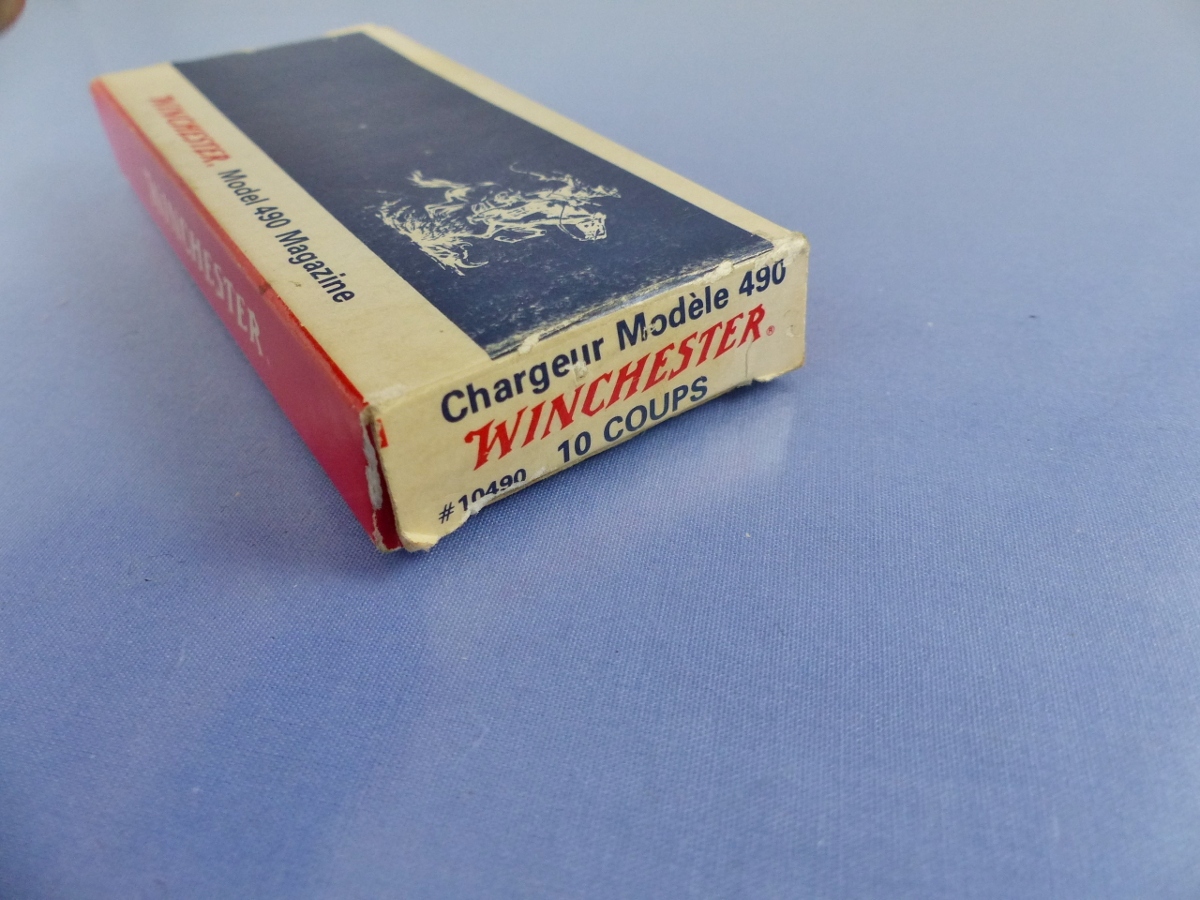 WINCHESTER® Model 490 Magazine
WINCHESTER
Chargeur Modèle 490
WINCHESTER®
10 COUPS
#10490